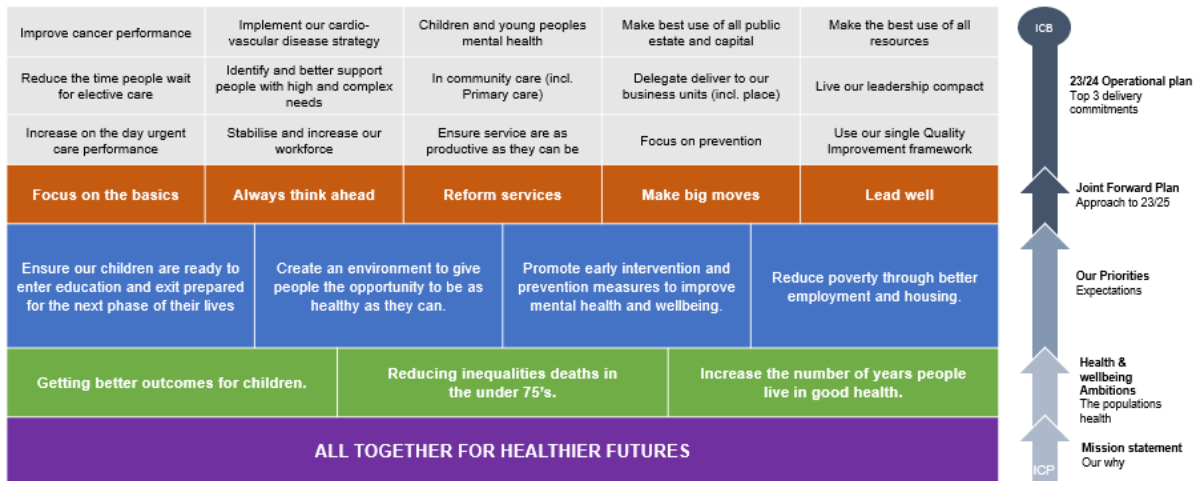 Improve cancer performance
Implement our cardio-
vascular disease strategy
Children and young peoples
mental health
Make best use of all public
estate and capital
Make the best use of all
resources
Reduce the time people wait
for elective care
Identify and better support
people with high and complex
needs
In community care (incl.
Primary care)
Delegate deliver to our
business units (incl. place)
Live our leadership compact
Increase on the day urgent
care performance
Stabilise and increase our
workforce
Ensure service are as
productive as they can be
Focus on prevention
Use our single Quality
Improvement framework
Focus on the basics
Always think ahead
Reform services
Make big moves
Lead well
Ensure our children are ready to
enter education and exit prepared
for the next phase of their lives
Create an environment to give
people the opportunity to be as
healthy as they can.
Promote early intervention and
prevention measures to improve
mental health and wellbeing.
Reduce poverty through better
employment and housing.
Getting better outcomes for children.
Reducing inequalities deaths in
the under 75's.
Increase the number of years people
live in good health.
ALL TOGETHER FOR HEALTHIER FUTURES
ICB
23/24 Operational plan
Top 3 delivery
commitments
Joint Forward Plan
Approach to 23/25
Our Priorities
Expectations
Health &
wellbeing
Ambitions
The populations
health
Mission statement
Our why
ICP